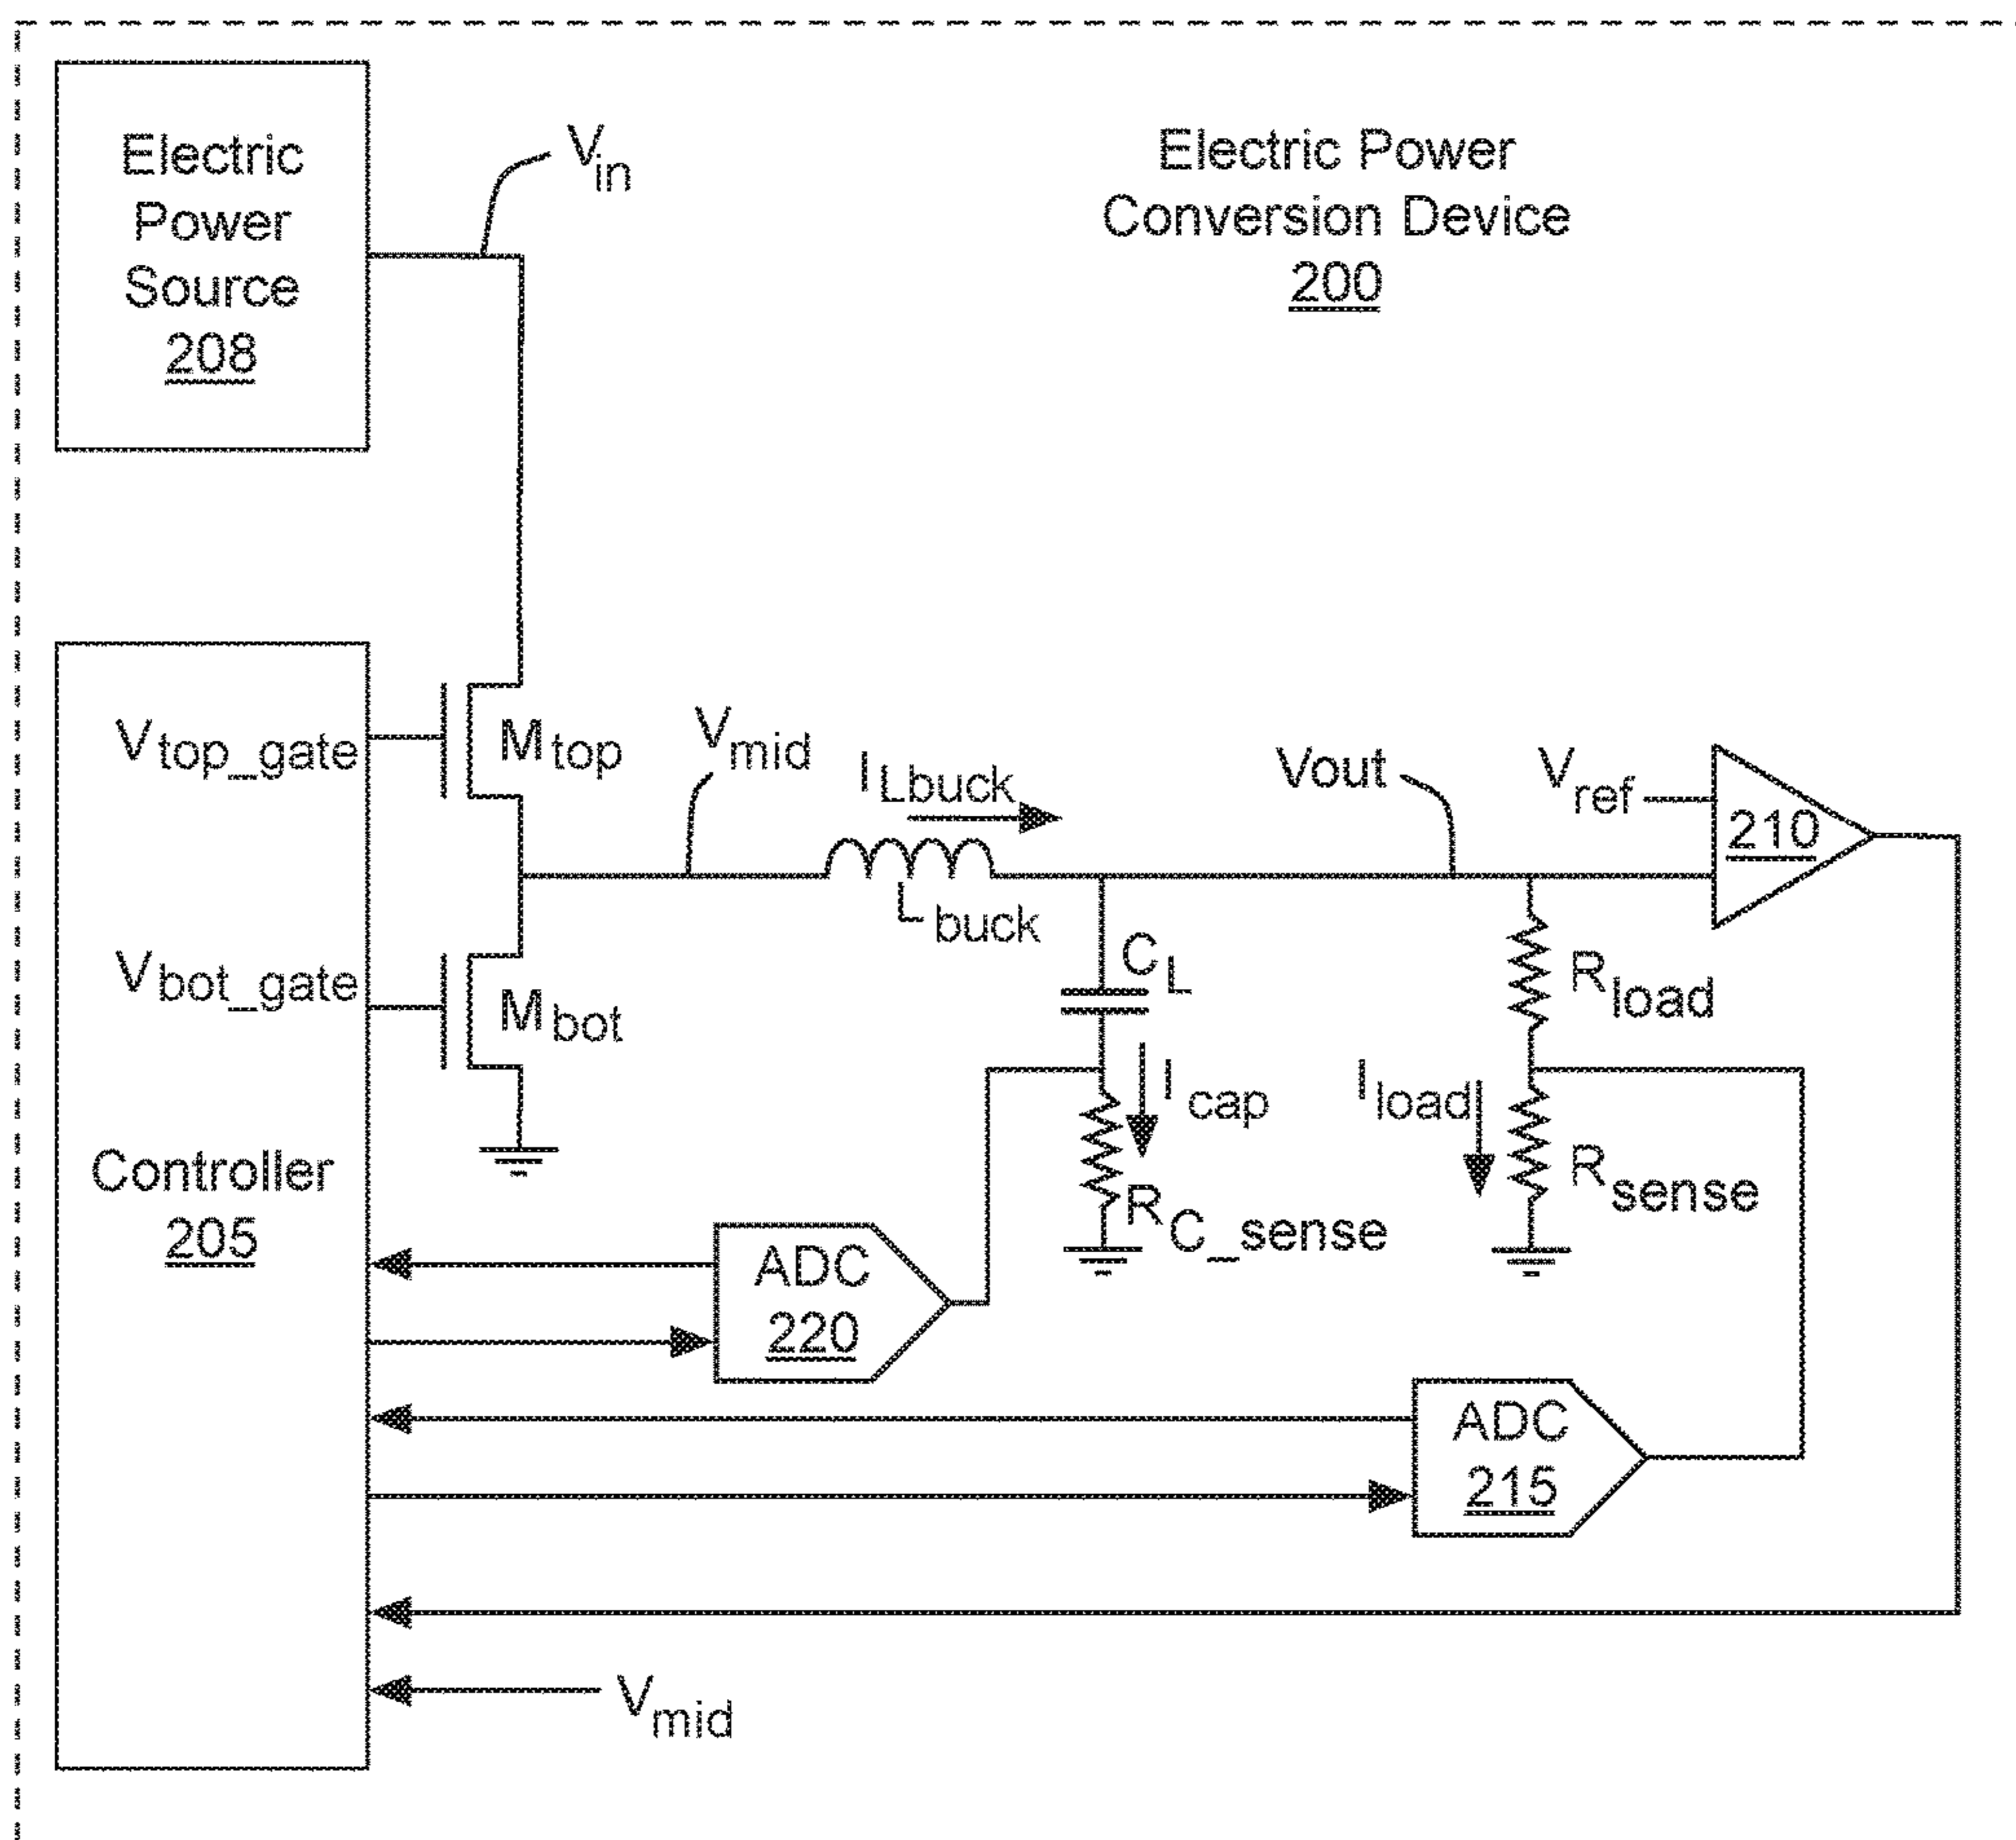 Electric
Power
Source
208
Vin
Electric Power
Conversion Device
200
Vtop_gate
Mtop
Vmid
ILbuck
Vout
Vref
210
Lbuck
Vbot_gate
Mbot
CL
Rload
Icap
Iload
Controller
205
RC_sense
Rsense
ADC
220
ADC
215
Vmid